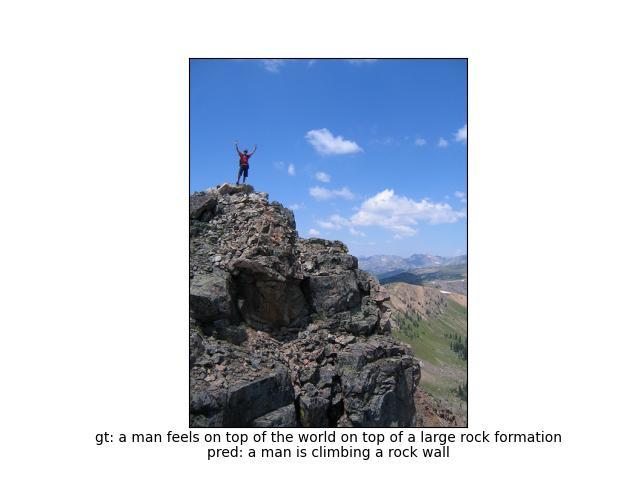 gt: a man feels on top of the world on top of a large rock formation
pred: a man is climbing a rock wall